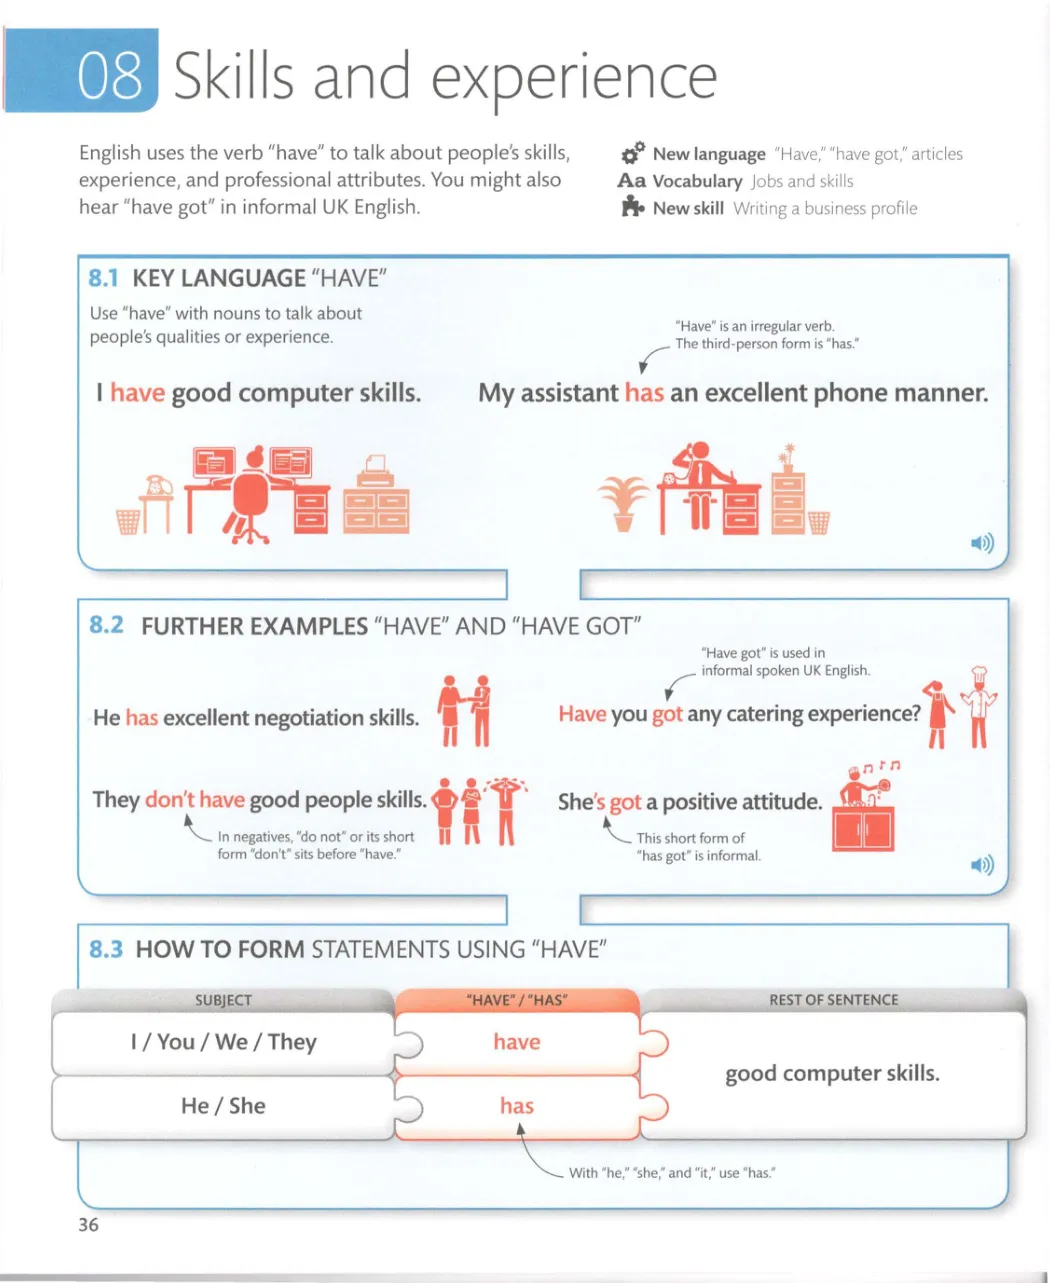 08 Skills and experience
English uses the verb "have" to talk about people's skills,
experience, and professional attributes. You might also
hear "have got" in informal UK English.
New language "Have," "have got," articles
Aa Vocabulary Jobs and skills
New skill Writing a business profile
8.1 KEY LANGUAGE "HAVE"
Use "have" with nouns to talk about
people's qualities or experience.
"Have" is an irregular verb.
The third-person form is "has."
I have good computer skills.
My assistant has an excellent phone manner.
8.2 FURTHER EXAMPLES "HAVE" AND "HAVE GOT"
"Have got" is used in
informal spoken UK English.
He has excellent negotiation skills.
Have you got any catering experience?
They don't have good people skills.
In negatives, "do not" or its short
form "don't" sits before "have."
She's got a positive attitude.
This short form of
"has got" is informal.
8.3 HOW TO FORM STATEMENTS USING "HAVE"
SUBJECT
"HAVE" / "HAS"
REST OF SENTENCE
I / You / We / They
have
good computer skills.
He / She
has
With "he," "she," and "it," use "has."
36